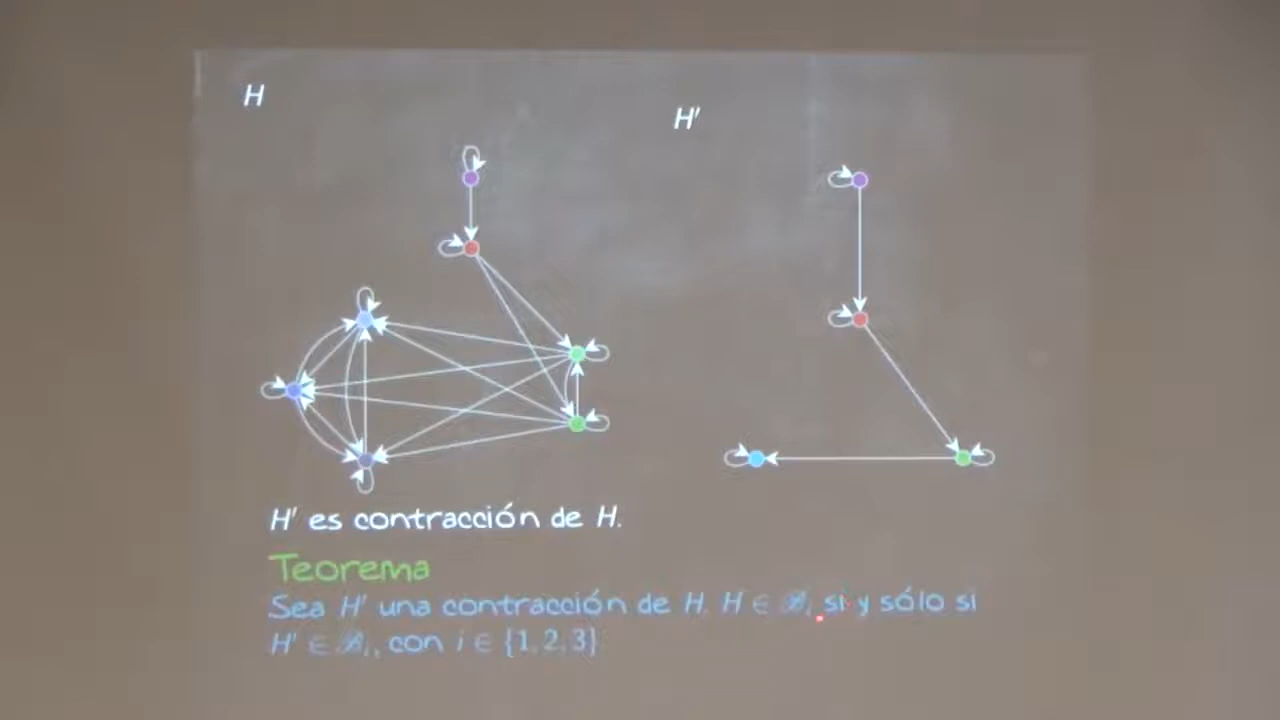 H
H'
H' es contracción de H.
Teorema
Sea H' una contracción de H. H ∈ ℬᵢ si y sólo si
H' ∈ ℬᵢ, con i ∈ {1, 2, 3}